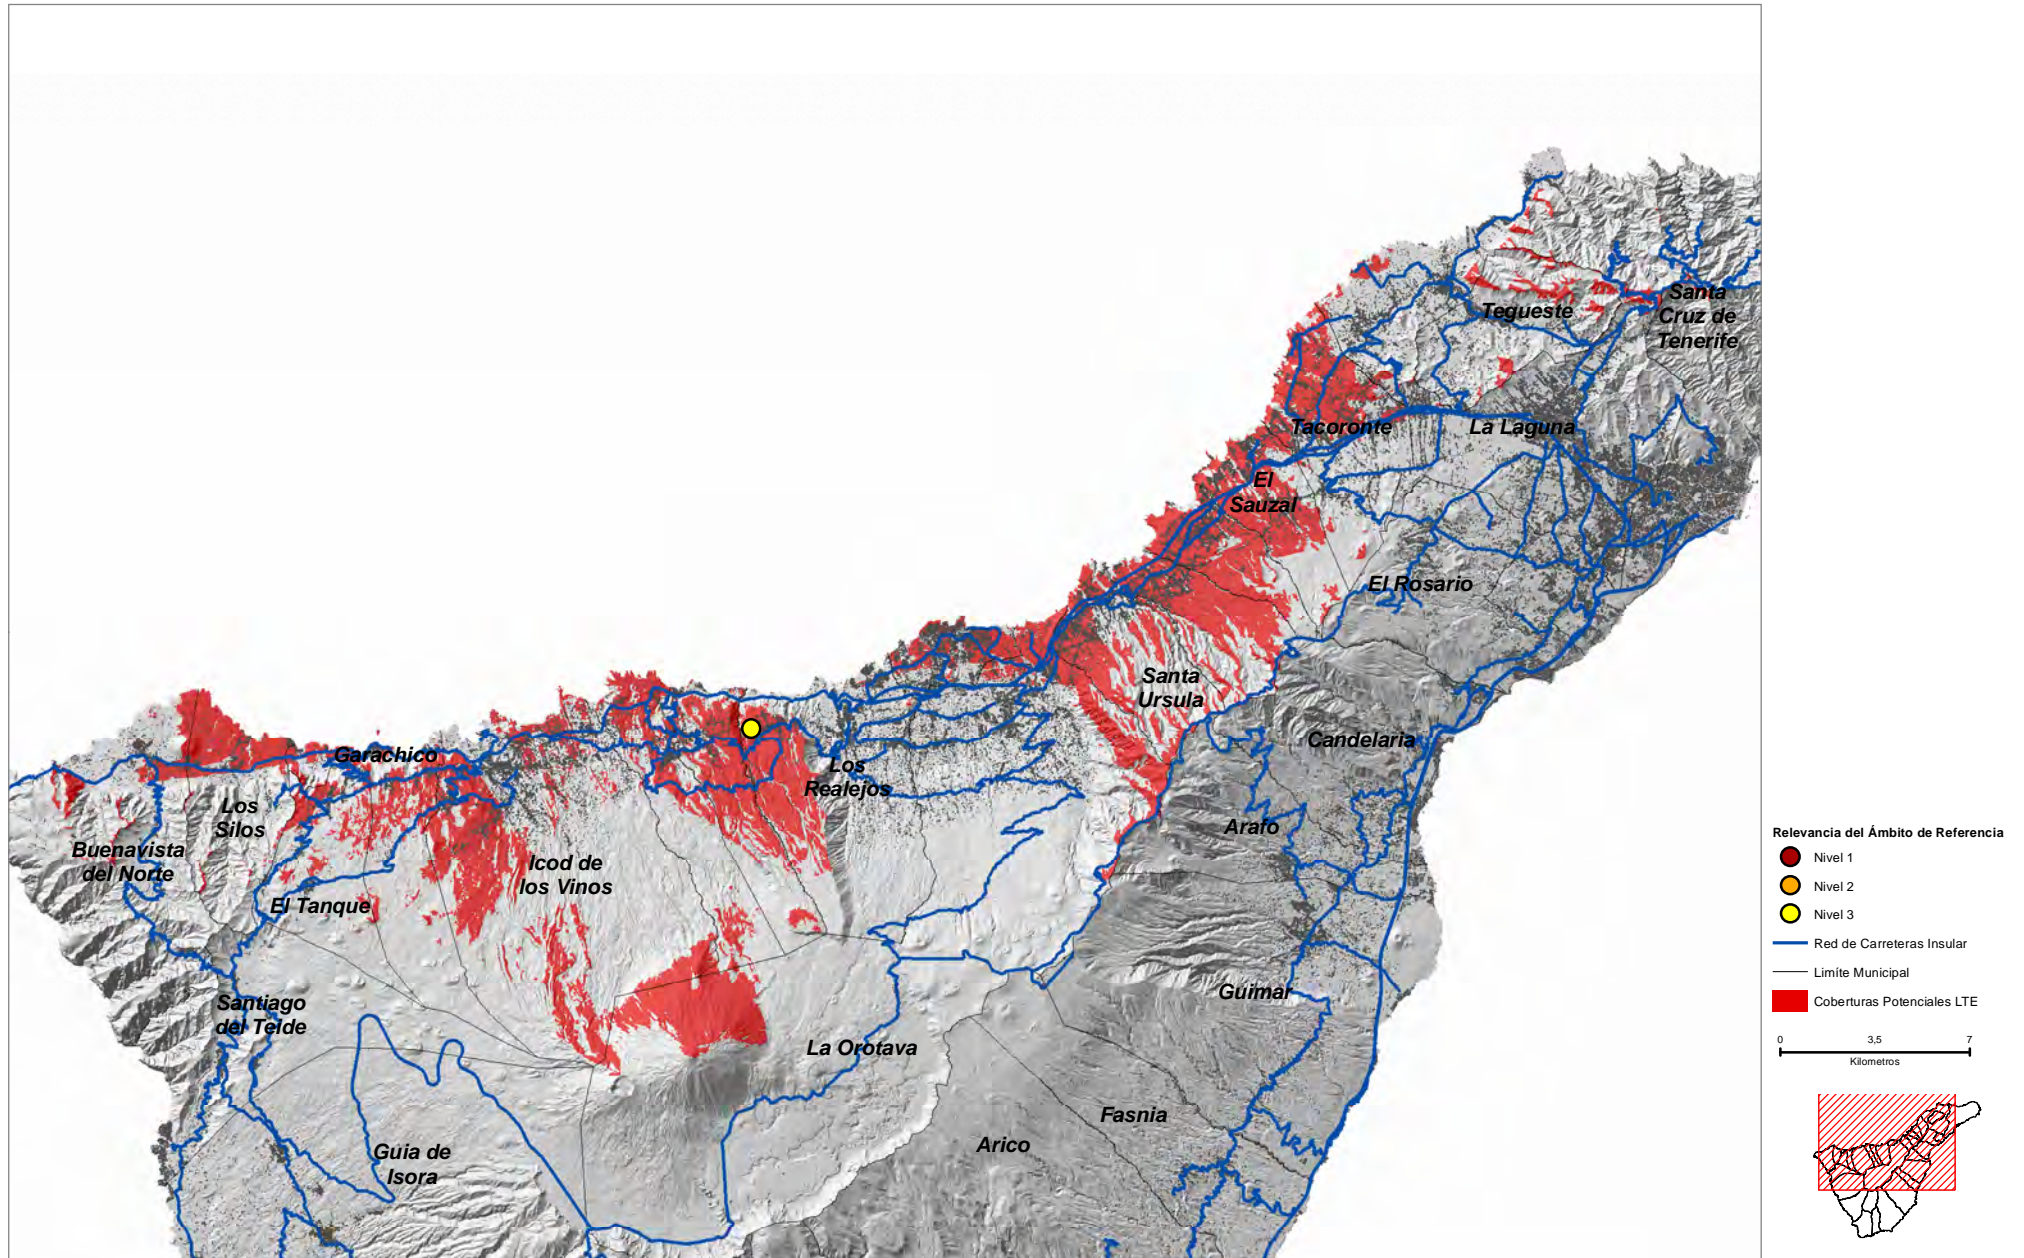 Santa
Cruz de
Tenerife
Tegueste
Tacoronte
La Laguna
El
Sauzal
El Rosario
Santa
Ursula
Candelaria
Garachico
Los
Realejos
Los
Silos
Buenavista
del Norte
Icod de
los Vinos
El Tanque
Arafo
Guimar
Santiago
del Teide
La Orotava
Fasnia
Arico
Guia de
Isora
Relevancia del Ámbito de Referencia
Nivel 1
Nivel 2
Nivel 3
Red de Carreteras Insular
Limíte Municipal
Coberturas Potenciales LTE
0 3,5 7
Kilometros